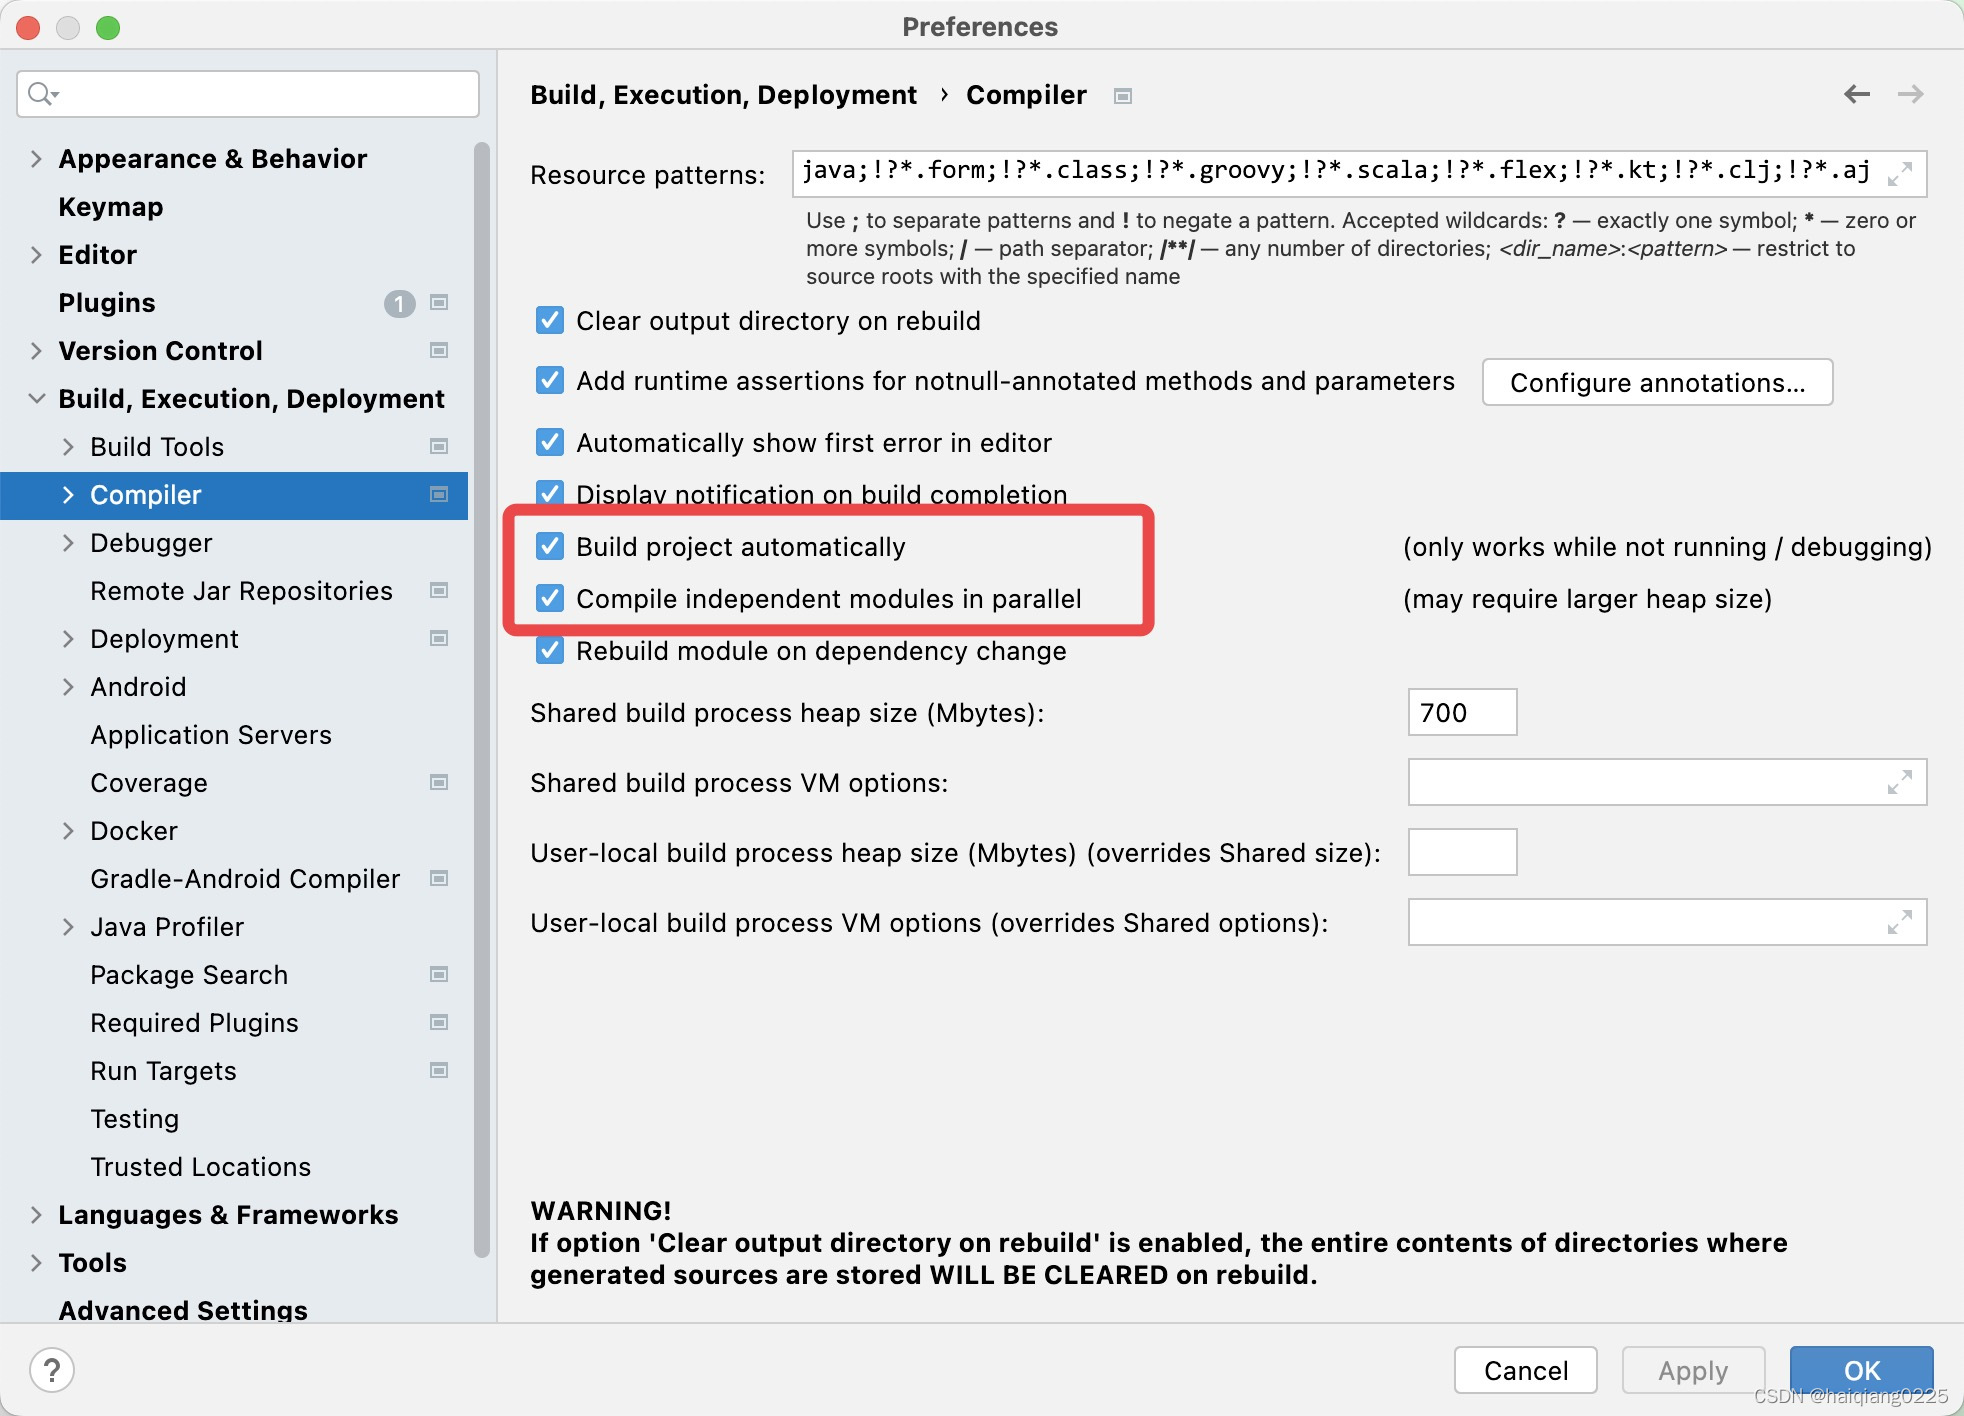 Preferences
Appearance & Behavior
Keymap
Editor
Plugins 1
Version Control
Build, Execution, Deployment
Build Tools
Compiler
Debugger
Remote Jar Repositories
Deployment
Android
Application Servers
Coverage
Docker
Gradle-Android Compiler
Java Profiler
Package Search
Required Plugins
Run Targets
Testing
Trusted Locations
Languages & Frameworks
Tools
Advanced Settings
Build, Execution, Deployment › Compiler
Resource patterns: java;!?*.form;!?*.class;!?*.groovy;!?*.scala;!?*.flex;!?*.kt;!?*.clj;!?*.aj
Use ; to separate patterns and ! to negate a pattern. Accepted wildcards: ? — exactly one symbol; * — zero or
more symbols; / — path separator; /**/ — any number of directories; <dir_name>:<pattern> — restrict to
source roots with the specified name
Clear output directory on rebuild
Add runtime assertions for notnull-annotated methods and parameters Configure annotations...
Automatically show first error in editor
Display notification on build completion
Build project automatically (only works while not running / debugging)
Compile independent modules in parallel (may require larger heap size)
Rebuild module on dependency change
Shared build process heap size (Mbytes): 700
Shared build process VM options:
User-local build process heap size (Mbytes) (overrides Shared size):
User-local build process VM options (overrides Shared options):
WARNING!
If option 'Clear output directory on rebuild' is enabled, the entire contents of directories where
generated sources are stored WILL BE CLEARED on rebuild.
? Cancel Apply OK
CSDN @haiqiang0225